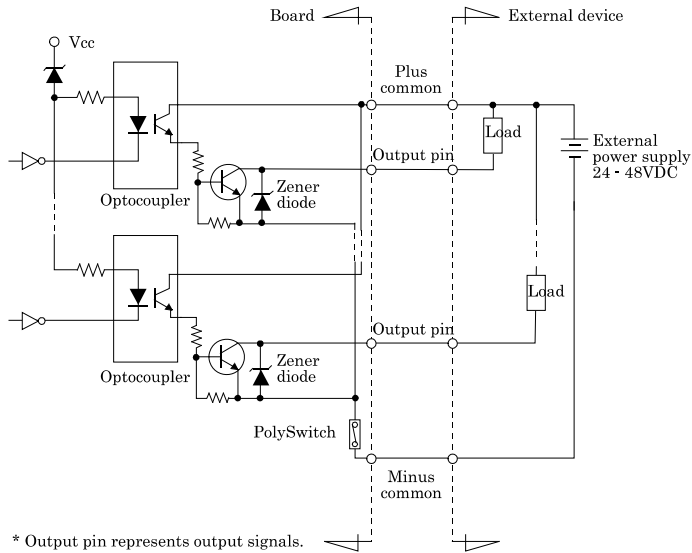 Board
External device
Vcc
Plus
common
Load
External
power supply
24 - 48VDC
Output pin
Zener
diode
Optocoupler
Load
Output pin
Zener
diode
Optocoupler
PolySwitch
Minus
common
* Output pin represents output signals.